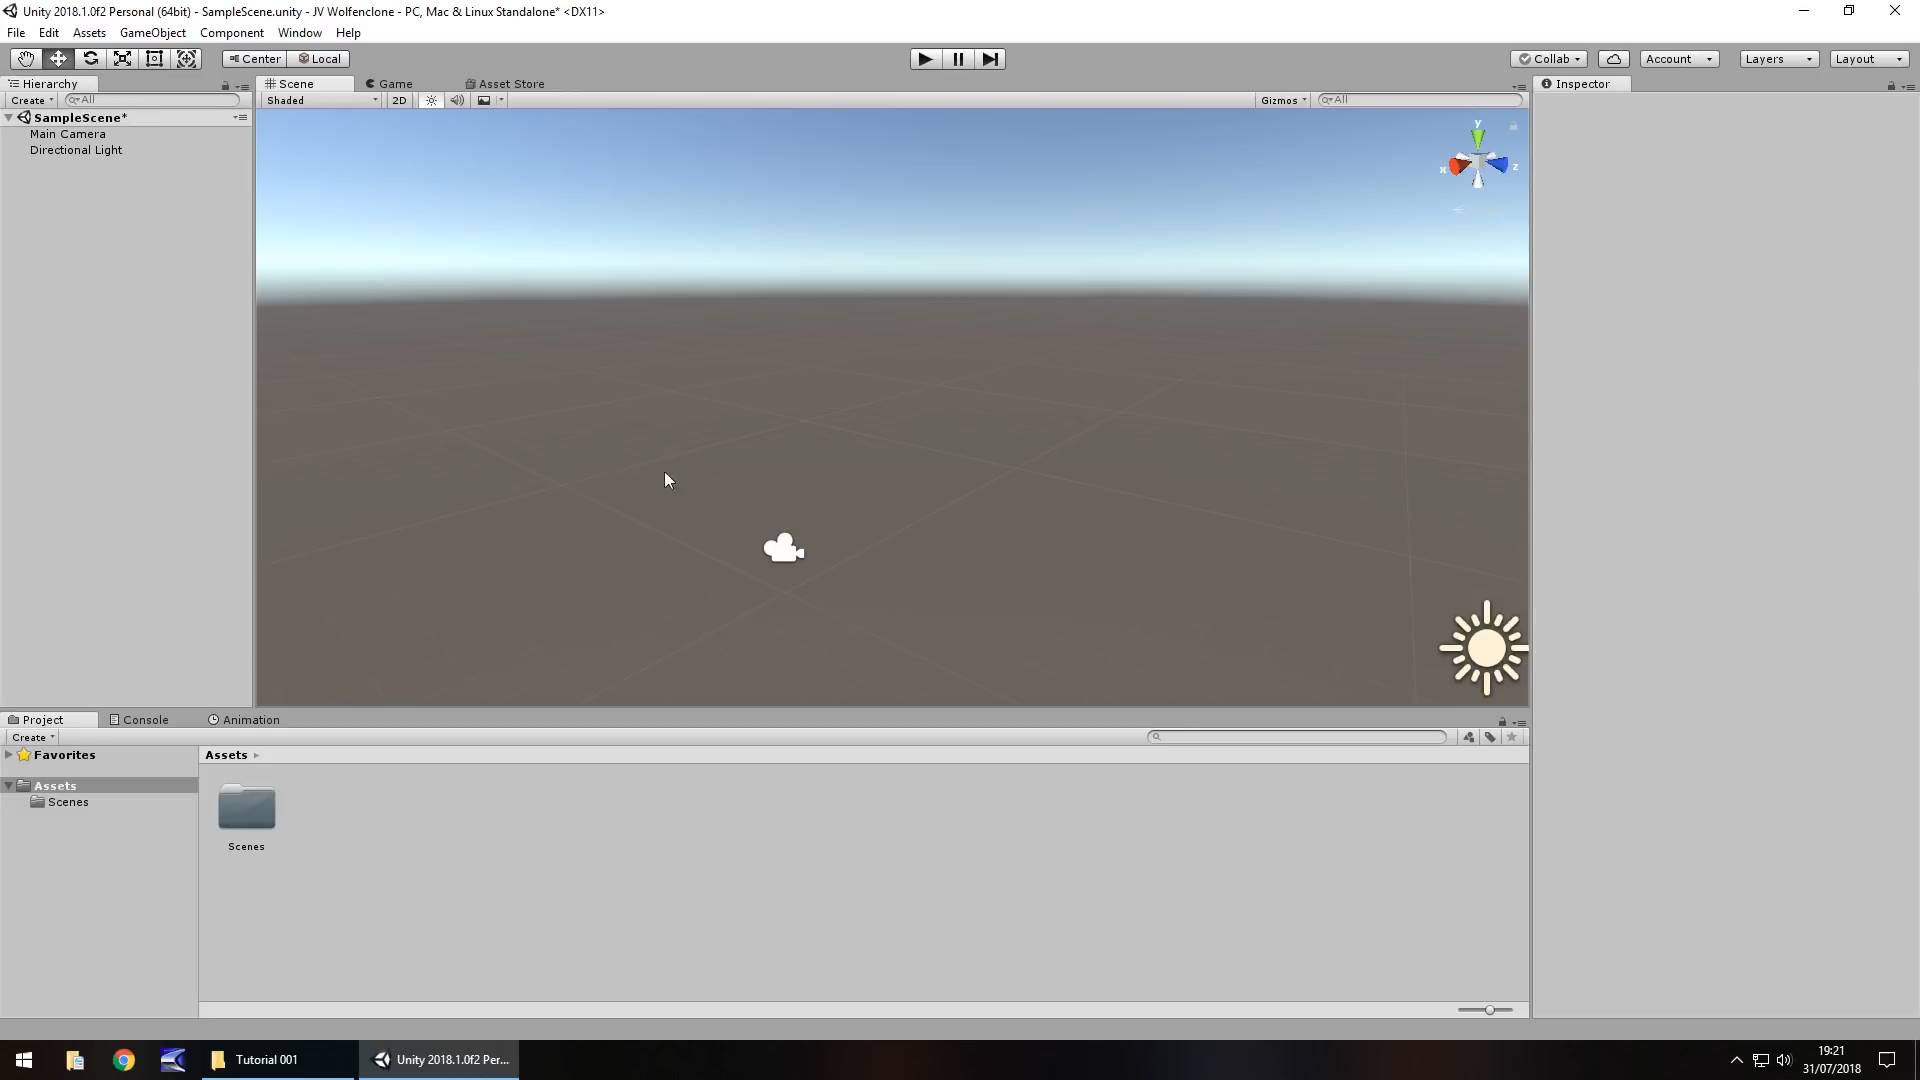 Unity 2018.1.0f2 Personal (64bit) - SampleScene.unity - JV Wolfenclone - PC, Mac & Linux Standalone* <DX11>
File Edit Assets GameObject Component Window Help
Center Local Collab Account Layers Layout
Hierarchy Scene Game Asset Store Inspector
Create All Shaded 2D Gizmos All
SampleScene*
Main Camera
Directional Light
y
x z
Project Console Animation
Create
Favorites Assets
Assets
Scenes
Scenes
Tutorial 001 Unity 2018.1.0f2 Per...
19:21
31/07/2018